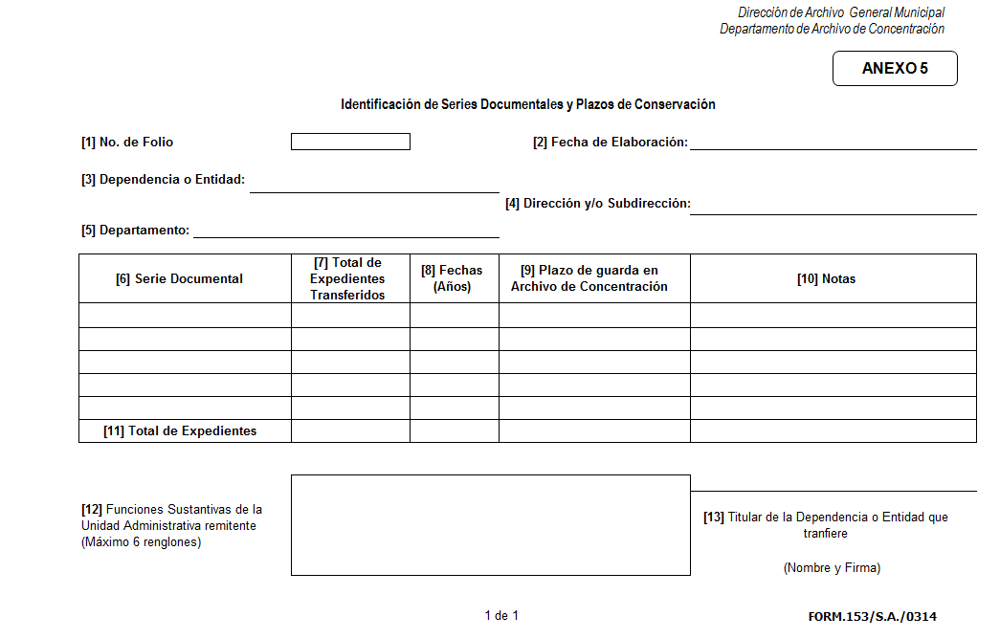 Dirección de Archivo General Municipal
Departamento de Archivo de Concentración
ANEXO 5
Identificación de Series Documentales y Plazos de Conservación
[1] No. de Folio
[2] Fecha de Elaboración:
[3] Dependencia o Entidad:
[4] Dirección y/o Subdirección:
[5] Departamento:
[6] Serie Documental
[7] Total de
Expedientes
Transferidos
[8] Fechas
(Años)
[9] Plazo de guarda en
Archivo de Concentración
[10] Notas
[11] Total de Expedientes
[12] Funciones Sustantivas de la
Unidad Administrativa remitente
(Máximo 6 renglones)
[13] Titular de la Dependencia o Entidad que
tranfiere
(Nombre y Firma)
1 de 1
FORM.153/S.A./0314